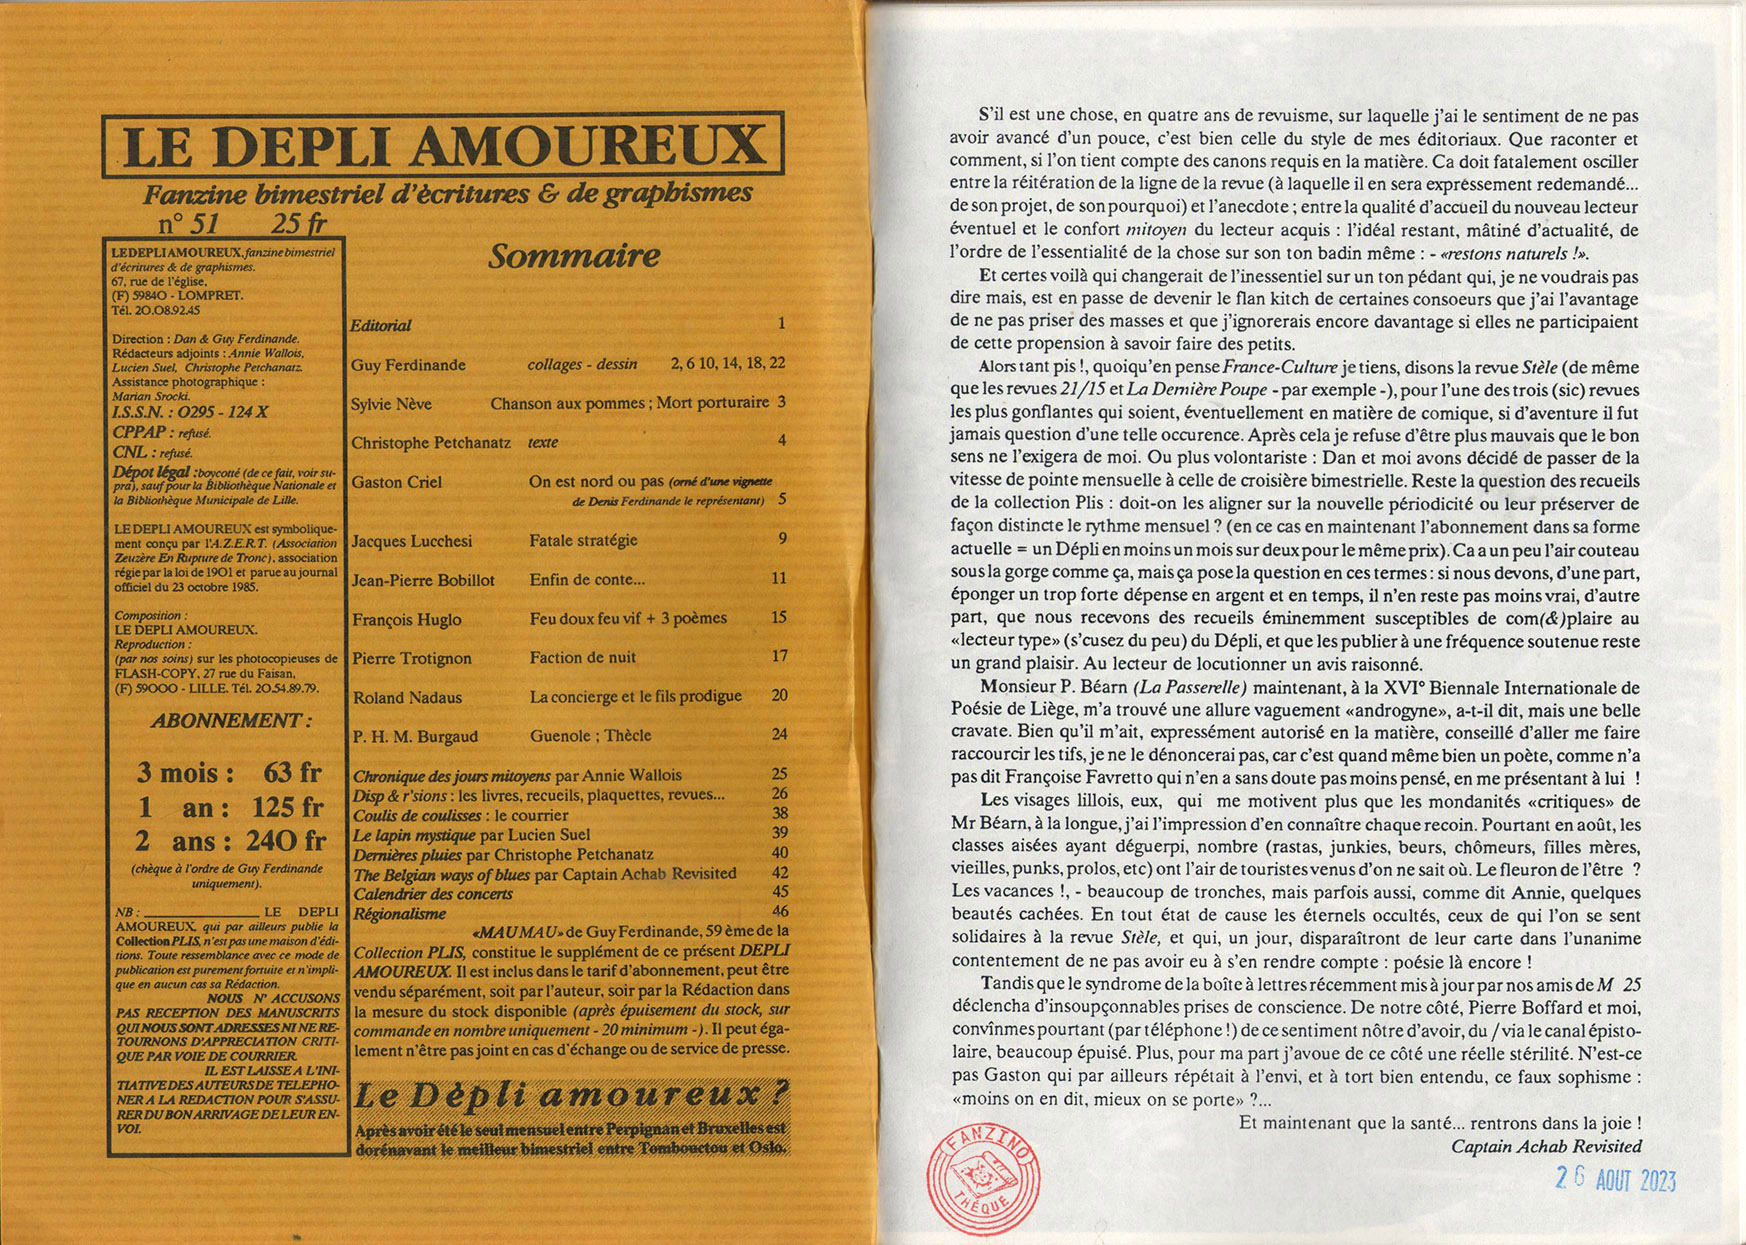 LE DEPLI AMOUREUX
Fanzine bimestriel d'ècritures & de graphismes
n° 51 25 fr
LE DEPLI AMOUREUX, fanzine bimestriel
d'écritures & de graphismes.
67, rue de l'église,
(F) 59840 - LOMPRET.
Tél. 20.08.92.45
Direction : Dan & Guy Ferdinande.
Rédacteurs adjoints : Annie Wallois,
Lucien Suel, Christophe Petchanatz.
Assistance photographique :
Marian Srocki.
I.S.S.N. : 0295 - 124 X
CPPAP : refusé.
CNL : refusé.
Dépot légal : boycotté (de ce fait, voir su-
pra), sauf pour la Bibliothèque Nationale et
la Bibliothèque Municipale de Lille.
LE DEPLI AMOUREUX est symbolique-
ment conçu par l'A.Z.E.R.T. (Association
Zeuzère En Rupture de Tronc), association
régie par la loi de 1901 et parue au journal
officiel du 23 octobre 1985.
Composition :
LE DEPLI AMOUREUX.
Reproduction :
(par nos soins) sur les photocopieuses de
FLASH-COPY, 27 rue du Faisan,
(F) 59000 - LILLE. Tél. 20.54.89.79.
ABONNEMENT :
3 mois : 63 fr
1 an : 125 fr
2 ans : 240 fr
(chèque à l'ordre de Guy Ferdinande
uniquement).
NB : ________________ LE DEPLI
AMOUREUX, qui par ailleurs publie la
Collection PLIS, n'est pas une maison d'édi-
tions. Toute ressemblance avec ce mode de
publication est purement fortuite et n'impli-
que en aucun cas sa Rédaction.
NOUS N' ACCUSONS
PAS RECEPTION DES MANUSCRITS
QUI NOUS SONT ADRESSES NI NE RE-
TOURNONS D'APPRECIATION CRITI-
QUE PAR VOIE DE COURRIER.
IL EST LAISSE A L'INI-
TIATIVE DES AUTEURS DE TELEPHO-
NER A LA REDACTION POUR S'ASSU-
RER DU BON ARRIVAGE DE LEUR EN-
VOI.
Sommaire
Editorial 1
Guy Ferdinande collages - dessin 2, 6 10, 14, 18, 22
Sylvie Nève Chanson aux pommes ; Mort porturaire 3
Christophe Petchanatz texte 4
Gaston Criel On est nord ou pas (orné d'une vignette
de Denis Ferdinande le représentant) 5
Jacques Lucchesi Fatale stratégie 9
Jean-Pierre Bobillot Enfin de conte... 11
François Huglo Feu doux feu vif + 3 poèmes 15
Pierre Trotignon Faction de nuit 17
Roland Nadaus La concierge et le fils prodigue 20
P. H. M. Burgaud Guenole ; Thècle 24
Chronique des jours mitoyens par Annie Wallois 25
Disp & r'sions : les livres, recueils, plaquettes, revues... 26
Coulis de coulisses : le courrier 38
Le lapin mystique par Lucien Suel 39
Dernières pluies par Christophe Petchanatz 40
The Belgian ways of blues par Captain Achab Revisited 42
Calendrier des concerts 45
Régionalisme 46
«MAUMAU» de Guy Ferdinande, 59 ème de la
Collection PLIS, constitue le supplément de ce présent DEPLI
AMOUREUX. Il est inclus dans le tarif d'abonnement, peut être
vendu séparément, soit par l'auteur, soir par la Rédaction dans
la mesure du stock disponible (après épuisement du stock, sur
commande en nombre uniquement - 20 minimum -). Il peut éga-
lement n'être pas joint en cas d'échange ou de service de presse.
Le Dèpli amoureux ?
Après avoir été le seul mensuel entre Perpignan et Bruxelles est
dorénavant le meilleur bimestriel entre Tombouctou et Oslo.
S'il est une chose, en quatre ans de revuisme, sur laquelle j'ai le sentiment de ne pas
avoir avancé d'un pouce, c'est bien celle du style de mes éditoriaux. Que raconter et
comment, si l'on tient compte des canons requis en la matière. Ca doit fatalement osciller
entre la réitération de la ligne de la revue (à laquelle il en sera expréssement redemandé...
de son projet, de son pourquoi) et l'anecdote ; entre la qualité d'accueil du nouveau lecteur
éventuel et le confort mitoyen du lecteur acquis : l'idéal restant, mâtiné d'actualité, de
l'ordre de l'essentialité de la chose sur son ton badin même : - «restons naturels !».
Et certes voilà qui changerait de l'inessentiel sur un ton pédant qui, je ne voudrais pas
dire mais, est en passe de devenir le flan kitch de certaines consoeurs que j'ai l'avantage
de ne pas priser des masses et que j'ignorerais encore davantage si elles ne participaient
de cette propension à savoir faire des petits.
Alors tant pis !, quoiqu'en pense France-Culture je tiens, disons la revue Stèle (de même
que les revues 21/15 et La Dernière Poupe - par exemple -), pour l'une des trois (sic) revues
les plus gonflantes qui soient, éventuellement en matière de comique, si d'aventure il fut
jamais question d'une telle occurence. Après cela je refuse d'être plus mauvais que le bon
sens ne l'exigera de moi. Ou plus volontariste : Dan et moi avons décidé de passer de la
vitesse de pointe mensuelle à celle de croisière bimestrielle. Reste la question des recueils
de la collection Plis : doit-on les aligner sur la nouvelle périodicité ou leur préserver de
façon distincte le rythme mensuel ? (en ce cas en maintenant l'abonnement dans sa forme
actuelle = un Dépli en moins un mois sur deux pour le même prix). Ca a un peu l'air couteau
sous la gorge comme ça, mais ça pose la question en ces termes : si nous devons, d'une part,
éponger un trop forte dépense en argent et en temps, il n'en reste pas moins vrai, d'autre
part, que nous recevons des recueils éminemment susceptibles de com(&)plaire au
«lecteur type» (s'cusez du peu) du Dépli, et que les publier à une fréquence soutenue reste
un grand plaisir. Au lecteur de locutionner un avis raisonné.
Monsieur P. Béarn (La Passerelle) maintenant, à la XVI° Biennale Internationale de
Poésie de Liège, m'a trouvé une allure vaguement «androgyne», a-t-il dit, mais une belle
cravate. Bien qu'il m'ait, expressément autorisé en la matière, conseillé d'aller me faire
raccourcir les tifs, je ne le dénoncerai pas, car c'est quand même bien un poète, comme n'a
pas dit Françoise Favretto qui n'en a sans doute pas moins pensé, en me présentant à lui !
Les visages lillois, eux, qui me motivent plus que les mondanités «critiques» de
Mr Béarn, à la longue, j'ai l'impression d'en connaître chaque recoin. Pourtant en août, les
classes aisées ayant déguerpi, nombre (rastas, junkies, beurs, chômeurs, filles mères,
vieilles, punks, prolos, etc) ont l'air de touristes venus d'on ne sait où. Le fleuron de l'être ?
Les vacances !, - beaucoup de tronches, mais parfois aussi, comme dit Annie, quelques
beautés cachées. En tout état de cause les éternels occultés, ceux de qui l'on se sent
solidaires à la revue Stèle, et qui, un jour, disparaîtront de leur carte dans l'unanime
contentement de ne pas avoir eu à s'en rendre compte : poésie là encore !
Tandis que le syndrome de la boîte à lettres récemment mis à jour par nos amis de M 25
déclencha d'insoupçonnables prises de conscience. De notre côté, Pierre Boffard et moi,
convînmes pourtant (par téléphone !) de ce sentiment nôtre d'avoir, du / via le canal épisto-
laire, beaucoup épuisé. Plus, pour ma part j'avoue de ce côté une réelle stérilité. N'est-ce
pas Gaston qui par ailleurs répétait à l'envi, et à tort bien entendu, ce faux sophisme :
«moins on en dit, mieux on se porte» ?...
Et maintenant que la santé... rentrons dans la joie !
Captain Achab Revisited
FANZINO
THÈQUE
26 AOUT 2023